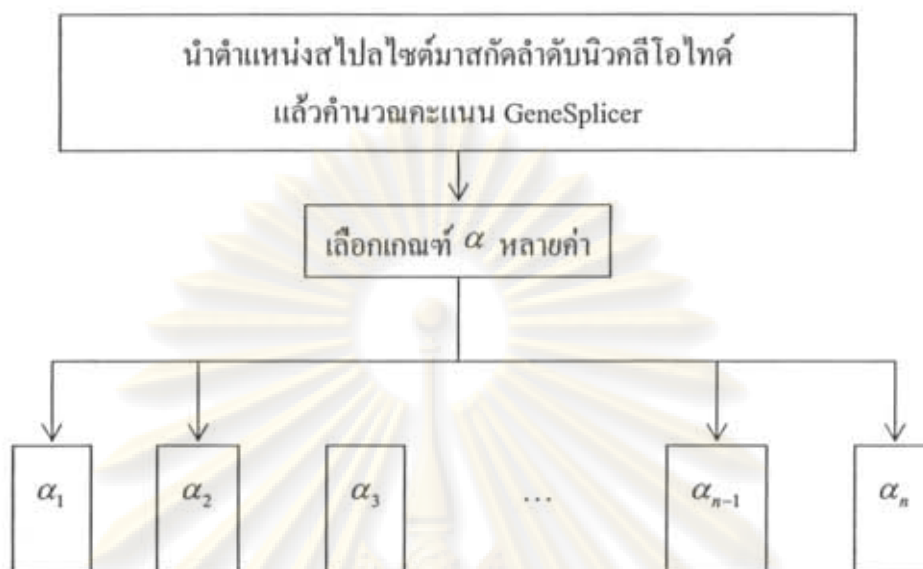 นำตำแหน่งสไปลไซต์มาสกัดลำดับนิวคลีโอไทด์
แล้วคำนวณคะแนน GeneSplicer
เลือกเกณฑ์ α หลายค่า
α₁ α₂ α₃ ... αₙ₋₁ αₙ